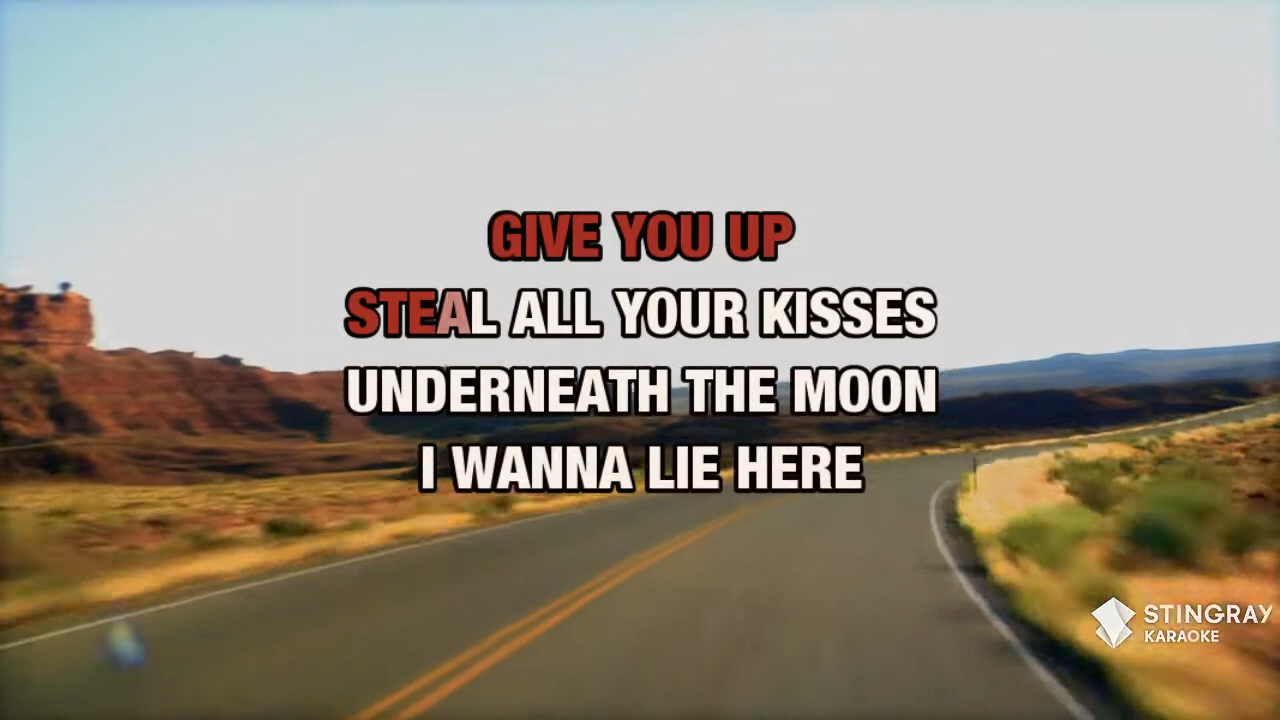 GIVE YOU UP
STEAL ALL YOUR KISSES
UNDERNEATH THE MOON
I WANNA LIE HERE
STINGRAY
KARAOKE